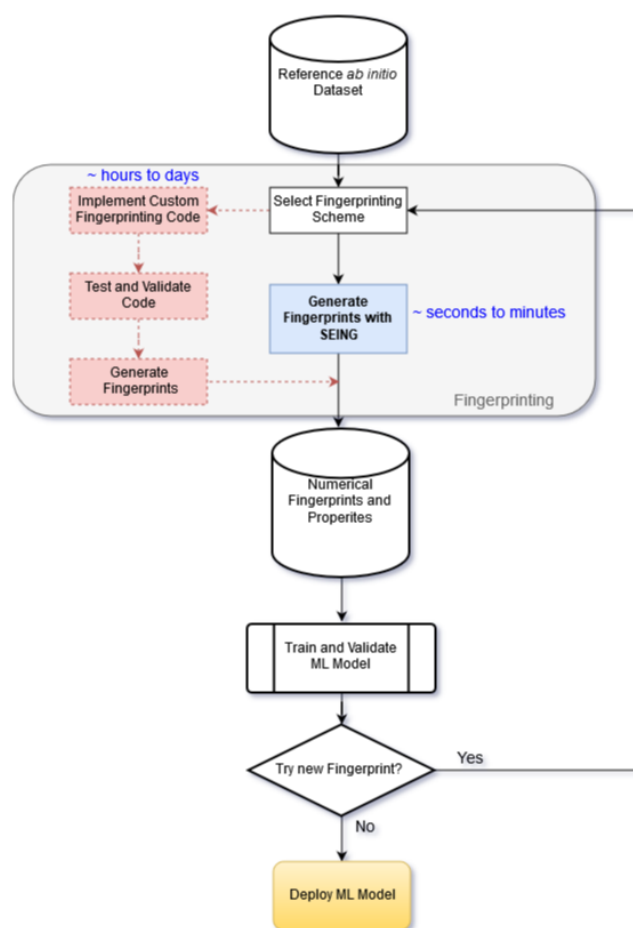 Reference ab initio
Dataset
~ hours to days
Implement Custom
Fingerprinting Code
Select Fingerprinting
Scheme
Test and Validate
Code
Generate
Fingerprints with
SEING
~ seconds to minutes
Generate
Fingerprints
Fingerprinting
Numerical
Fingerprints and
Properites
Train and Validate
ML Model
Try new Fingerprint?
Yes
No
Deploy ML Model